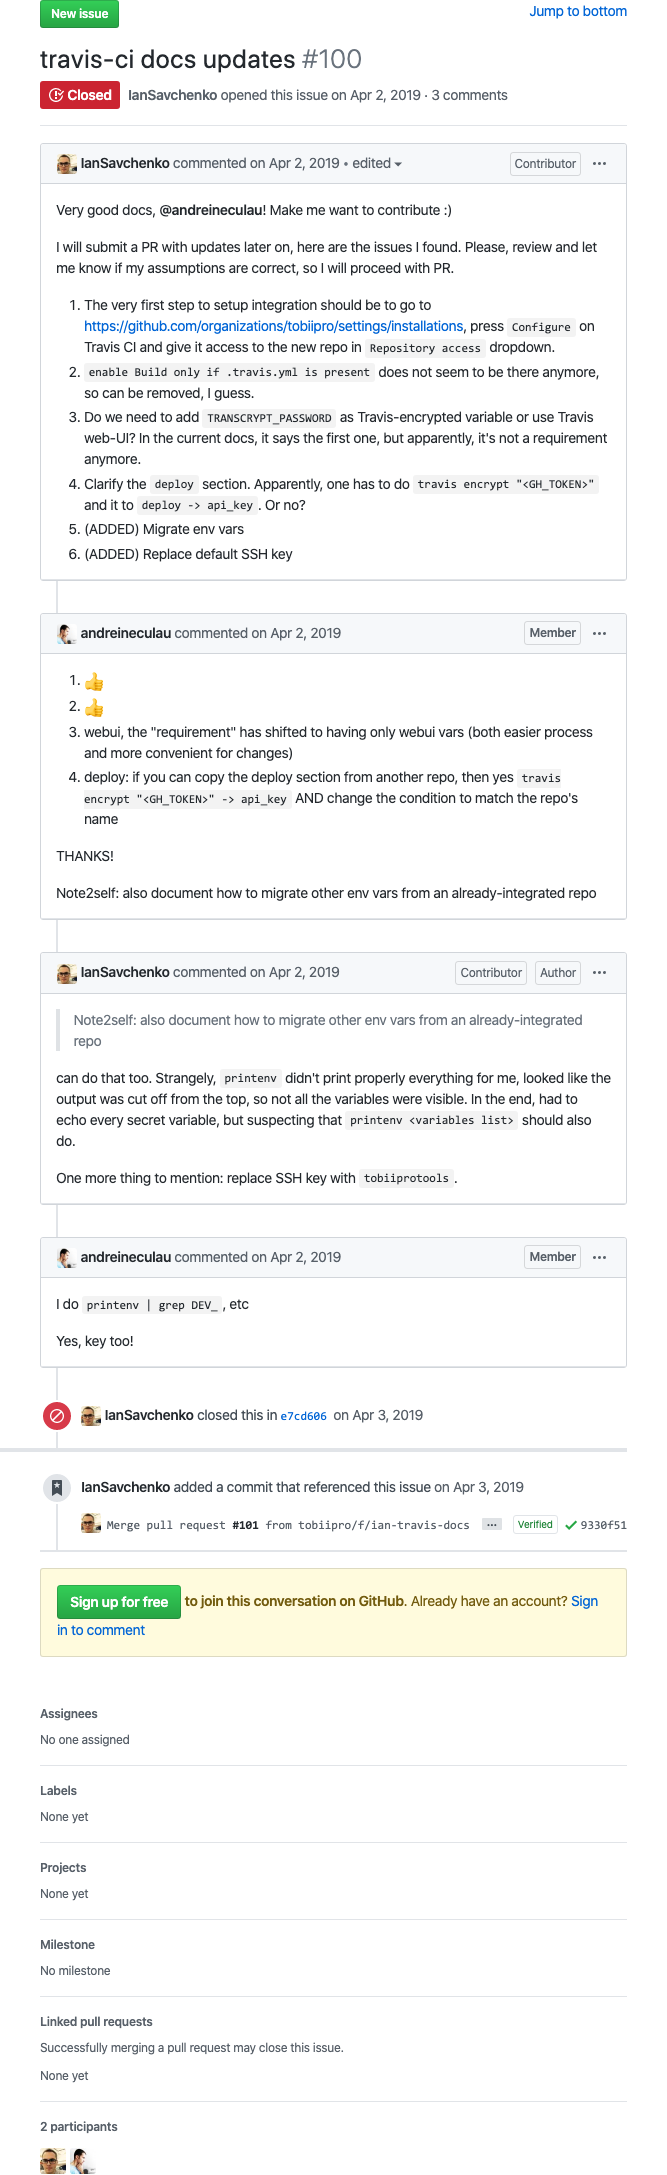 New issue
Jump to bottom
travis-ci docs updates #100
Closed IanSavchenko opened this issue on Apr 2, 2019 · 3 comments
IanSavchenko commented on Apr 2, 2019 • edited
Contributor
Very good docs, @andreineculau! Make me want to contribute :)
I will submit a PR with updates later on, here are the issues I found. Please, review and let
me know if my assumptions are correct, so I will proceed with PR.
1. The very first step to setup integration should be to go to
https://github.com/organizations/tobiipro/settings/installations, press Configure on
Travis CI and give it access to the new repo in Repository access dropdown.
2. enable Build only if .travis.yml is present does not seem to be there anymore,
so can be removed, I guess.
3. Do we need to add TRANSCRYPT_PASSWORD as Travis-encrypted variable or use Travis
web-UI? In the current docs, it says the first one, but apparently, it's not a requirement
anymore.
4. Clarify the deploy section. Apparently, one has to do travis encrypt "<GH_TOKEN>"
and it to deploy -> api_key. Or no?
5. (ADDED) Migrate env vars
6. (ADDED) Replace default SSH key
andreineculau commented on Apr 2, 2019
Member
1. 👍
2. 👍
3. webui, the "requirement" has shifted to having only webui vars (both easier process
and more convenient for changes)
4. deploy: if you can copy the deploy section from another repo, then yes travis
encrypt "<GH_TOKEN>" -> api_key AND change the condition to match the repo's
name
THANKS!
Note2self: also document how to migrate other env vars from an already-integrated repo
IanSavchenko commented on Apr 2, 2019
Contributor
Author
Note2self: also document how to migrate other env vars from an already-integrated
repo
can do that too. Strangely, printenv didn't print properly everything for me, looked like the
output was cut off from the top, so not all the variables were visible. In the end, had to
echo every secret variable, but suspecting that printenv <variables list> should also
do.
One more thing to mention: replace SSH key with tobiiprotools.
andreineculau commented on Apr 2, 2019
Member
I do printenv | grep DEV_, etc
Yes, key too!
IanSavchenko closed this in e7cd606 on Apr 3, 2019
IanSavchenko added a commit that referenced this issue on Apr 3, 2019
Merge pull request #101 from tobiipro/f/ian-travis-docs … Verified 9330f51
Sign up for free to join this conversation on GitHub. Already have an account? Sign
in to comment
Assignees
No one assigned
Labels
None yet
Projects
None yet
Milestone
No milestone
Linked pull requests
Successfully merging a pull request may close this issue.
None yet
2 participants